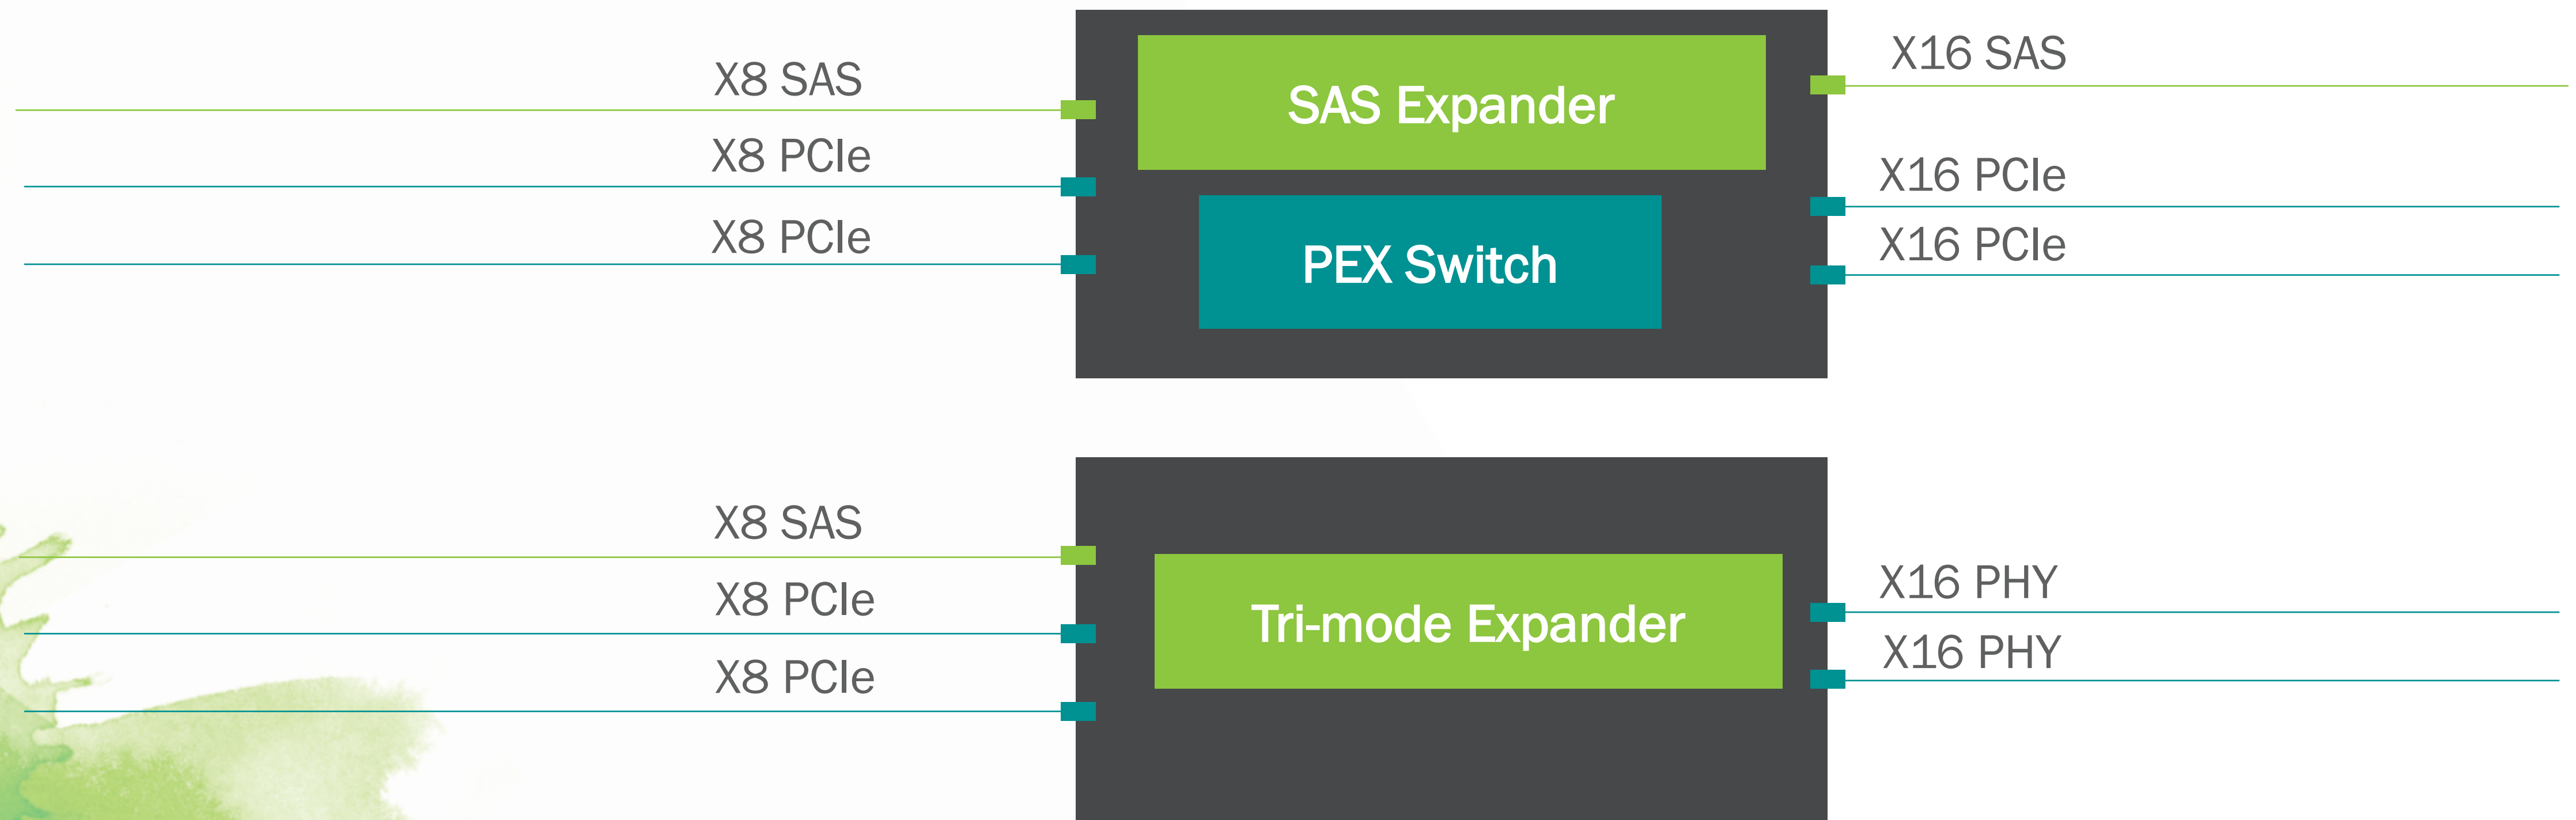 X8 SAS
X8 PCIe
X8 PCIe
SAS Expander
PEX Switch
X16 SAS
X16 PCIe
X16 PCIe
X8 SAS
X8 PCIe
X8 PCIe
Tri-mode Expander
X16 PHY
X16 PHY